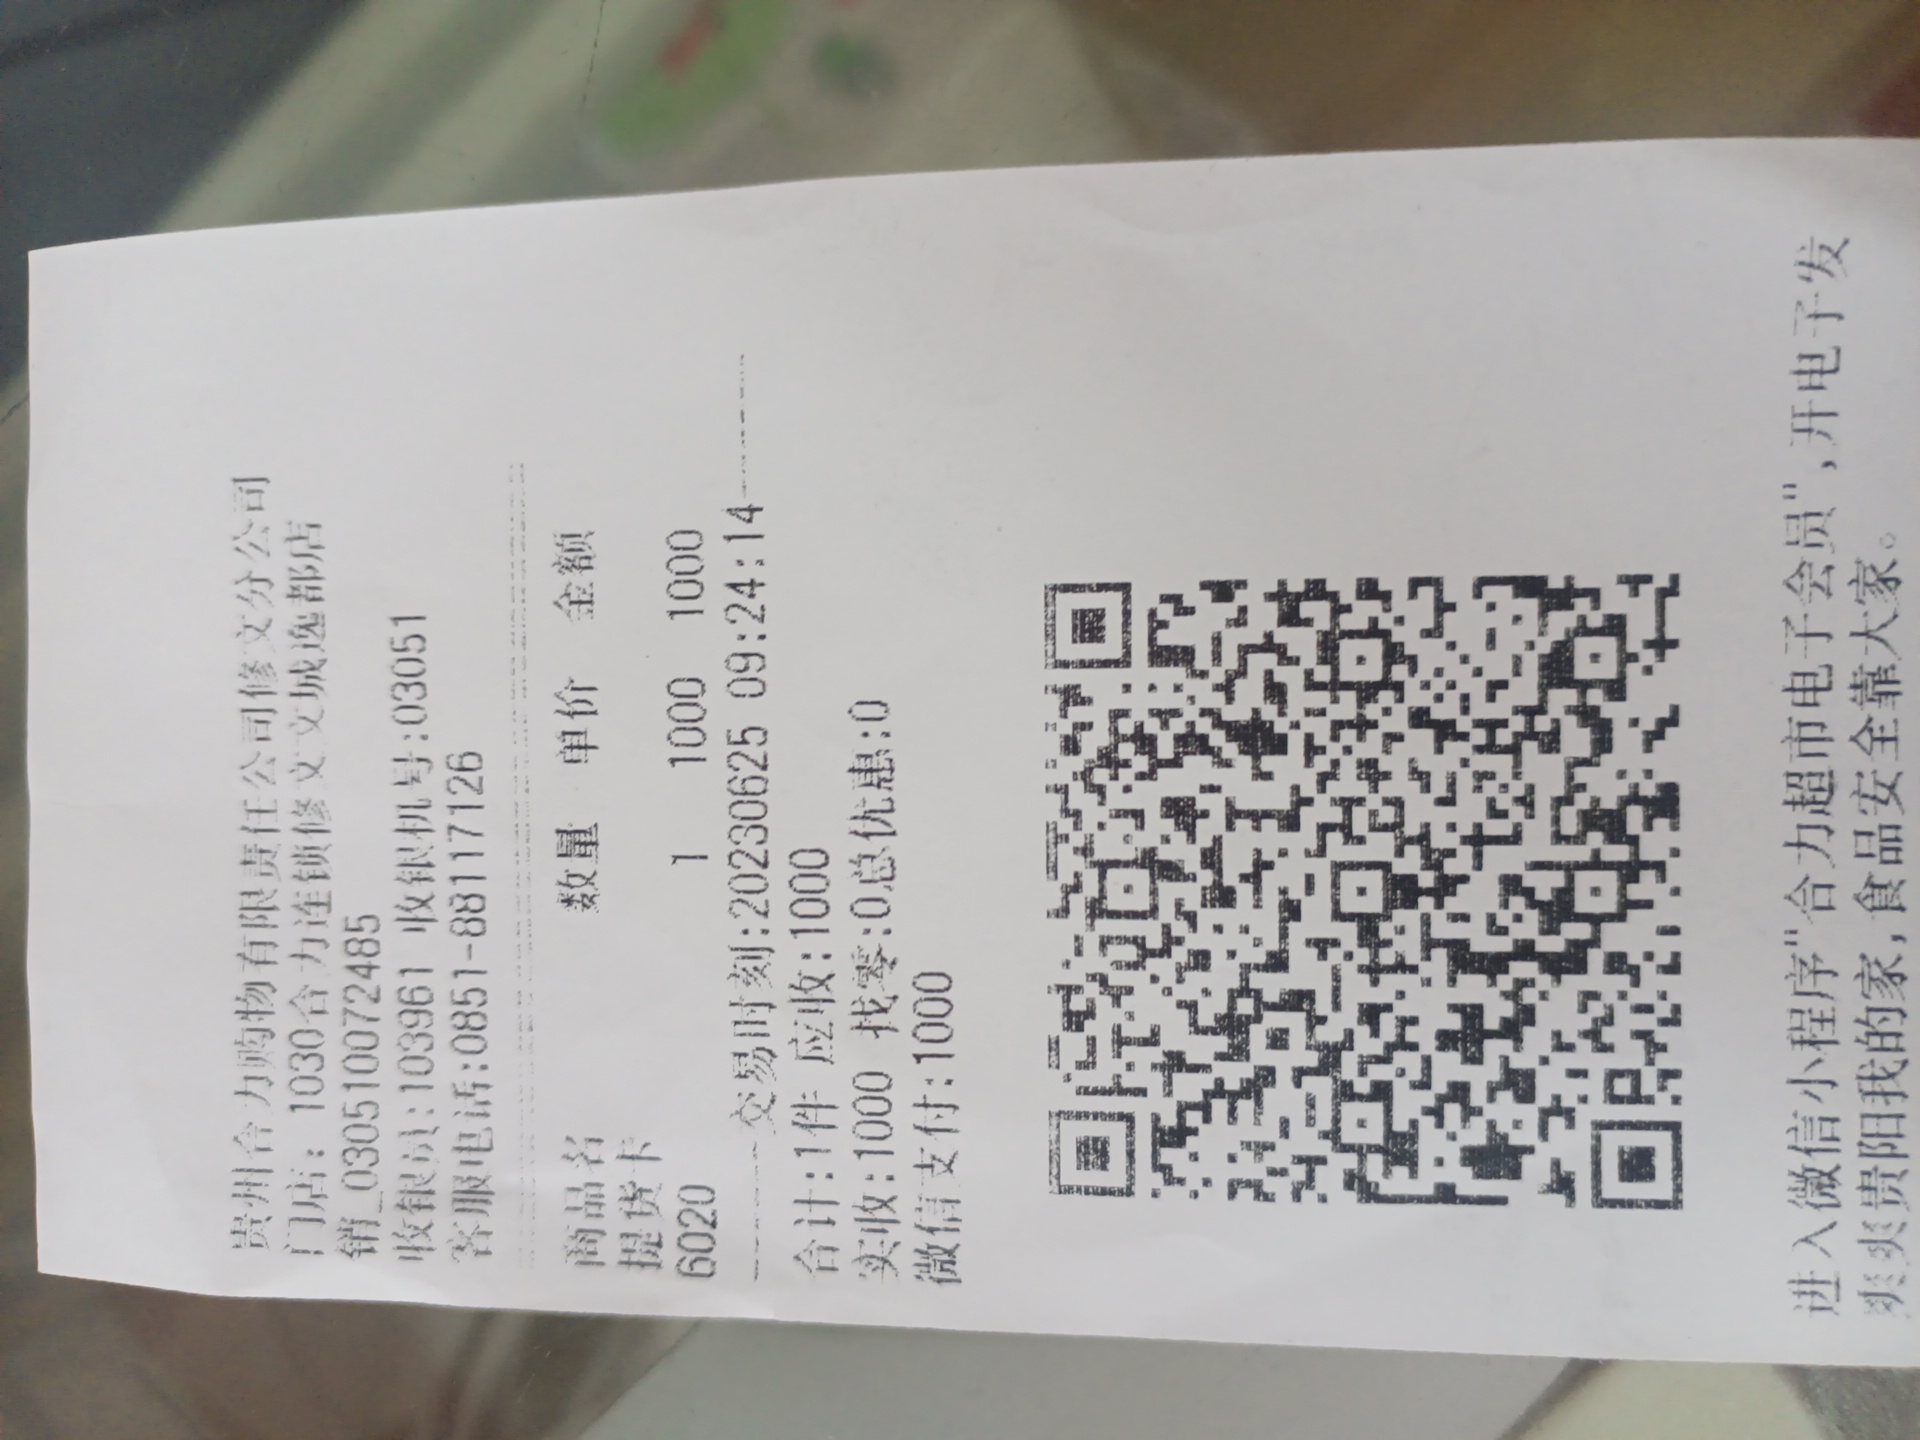 贵州合力购物有限责任公司修文分公司
门店: 1030合力连锁修文文城逸都店
销_030510072485
收银员:103961 收银机号:03051
客服电话:0851-88117126
商品名 数量 单价 金额
提货卡
6020 1 1000 1000
交易时刻:20230625 09:24:14
合计:1件 应收:1000
实收:1000 找零:0总优惠:0
微信支付:1000
进入微信小程序"合力超市电子会员",开电子发
爽爽贵阳我的家,食品安全靠大家。